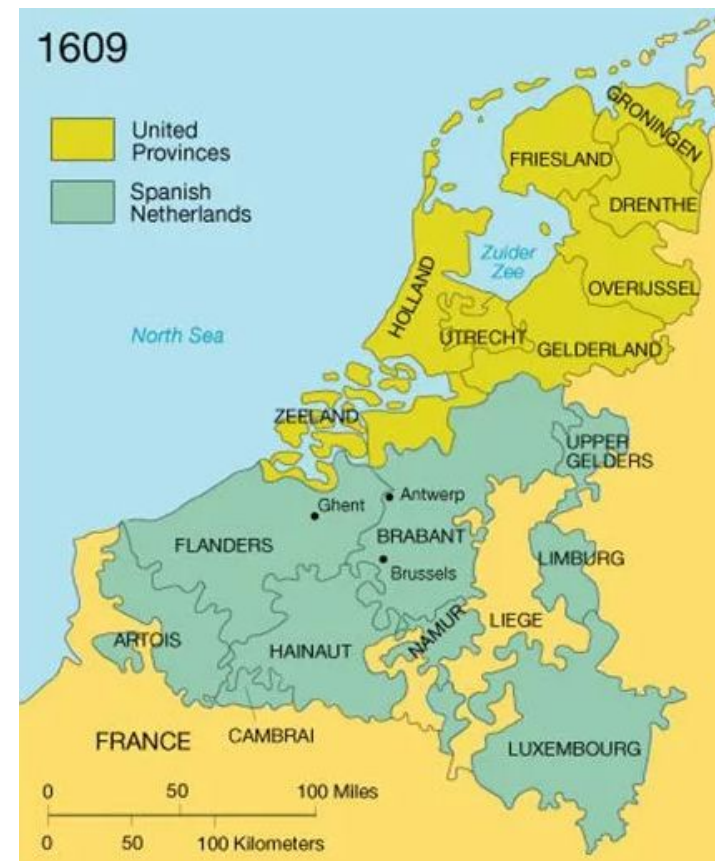 1609
United
Provinces
Spanish
Netherlands
GRONINGEN
FRIESLAND
DRENTHE
Zuider
Zee
HOLLAND
OVERIJSSEL
North Sea
UTRECHT
GELDERLAND
ZEELAND
UPPER
GELDERS
Antwerp
Ghent
BRABANT
FLANDERS
LIMBURG
Brussels
NAMUR
LIEGE
ARTOIS
HAINAUT
CAMBRAI
FRANCE
LUXEMBOURG
0 50 100 Miles
0 50 100 Kilometers